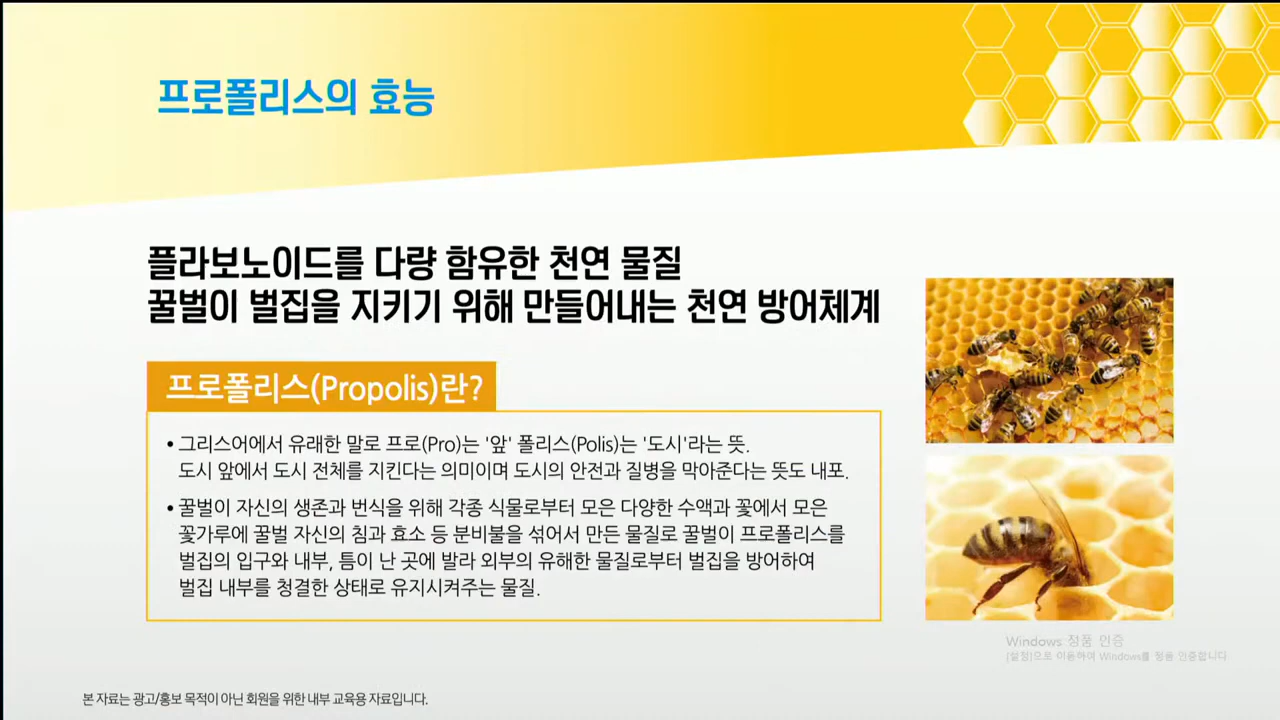 프로폴리스의 효능
플라보노이드를 다량 함유한 천연 물질
꿀벌이 벌집을 지키기 위해 만들어내는 천연 방어체계
프로폴리스(Propolis)란?
• 그리스어에서 유래한 말로 프로(Pro)는 '앞' 폴리스(Polis)는 '도시'라는 뜻.
도시 앞에서 도시 전체를 지킨다는 의미이며 도시의 안전과 질병을 막아준다는 뜻도 내포.
• 꿀벌이 자신의 생존과 번식을 위해 각종 식물로부터 모은 다양한 수액과 꽃에서 모은
꽃가루에 꿀벌 자신의 침과 효소 등 분비불을 섞어서 만든 물질로 꿀벌이 프로폴리스를
벌집의 입구와 내부, 틈이 난 곳에 발라 외부의 유해한 물질로부터 벌집을 방어하여
벌집 내부를 청결한 상태로 유지시켜주는 물질.
Windows 정품 인증
[설정]으로 이동하여 Windows를 정품 인증합니다.
본 자료는 광고/홍보 목적이 아닌 회원을 위한 내부 교육용 자료입니다.